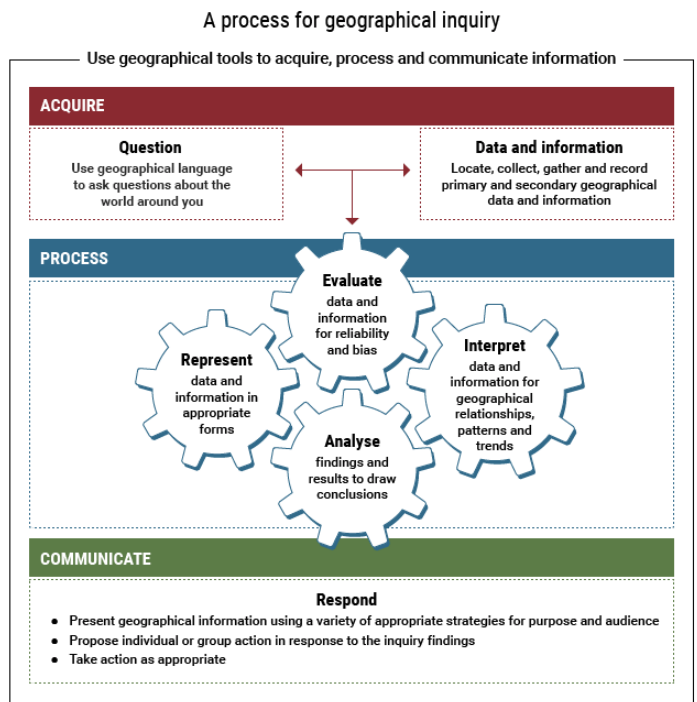 A process for geographical inquiry
Use geographical tools to acquire, process and communicate information
ACQUIRE
Question
Use geographical language
to ask questions about the
world around you
Data and information
Locate, collect, gather and record
primary and secondary geographical
data and information
PROCESS
Evaluate
data and
information
for reliability
and bias
Represent
data and
information in
appropriate
forms
Interpret
data and
information for
geographical
relationships,
patterns and
trends
Analyse
findings and
results to draw
conclusions
COMMUNICATE
Respond
● Present geographical information using a variety of appropriate strategies for purpose and audience
● Propose individual or group action in response to the inquiry findings
● Take action as appropriate